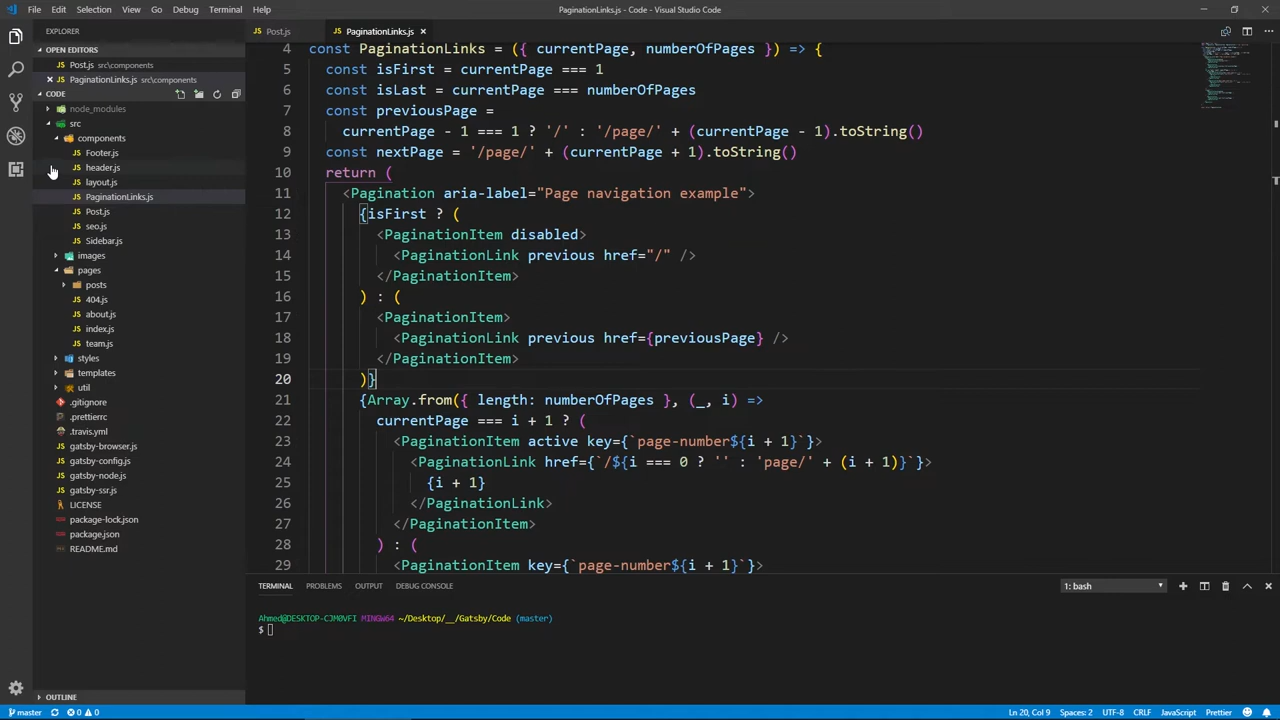 File Edit Selection View Go Debug Terminal Help
PaginationLinks.js - Code - Visual Studio Code
EXPLORER
OPEN EDITORS
Post.js src\components
PaginationLinks.js src\components
CODE
node_modules
src
components
Footer.js
header.js
layout.js
PaginationLinks.js
Post.js
seo.js
Sidebar.js
images
pages
posts
404.js
about.js
index.js
team.js
styles
templates
util
.gitignore
.prettierrc
.travis.yml
gatsby-browser.js
gatsby-config.js
gatsby-node.js
gatsby-ssr.js
LICENSE
package-lock.json
package.json
README.md
OUTLINE
Post.js
PaginationLinks.js
4 const PaginationLinks = ({ currentPage, numberOfPages }) => {
5 const isFirst = currentPage === 1
6 const isLast = currentPage === numberOfPages
7 const previousPage =
8 currentPage - 1 === 1 ? '/' : '/page/' + (currentPage - 1).toString()
9 const nextPage = '/page/' + (currentPage + 1).toString()
10 return (
11 <Pagination aria-label="Page navigation example">
12 {isFirst ? (
13 <PaginationItem disabled>
14 <PaginationLink previous href="/" />
15 </PaginationItem>
16 ) : (
17 <PaginationItem>
18 <PaginationLink previous href={previousPage} />
19 </PaginationItem>
20 )}
21 {Array.from({ length: numberOfPages }, (_, i) =>
22 currentPage === i + 1 ? (
23 <PaginationItem active key={`page-number${i + 1}`}>
24 <PaginationLink href={`/${i === 0 ? '' : 'page/' + (i + 1)}`}>
25 {i + 1}
26 </PaginationLink>
27 </PaginationItem>
28 ) : (
29 <PaginationItem key={`page-number${i + 1}`}>
TERMINAL PROBLEMS OUTPUT DEBUG CONSOLE
1: bash
Ahmed@DESKTOP-CJM0VFI MINGW64 ~/Desktop/__/Gatsby/Code (master)
$
master 0 0
Ln 20, Col 9 Spaces: 2 UTF-8 CRLF JavaScript Prettier